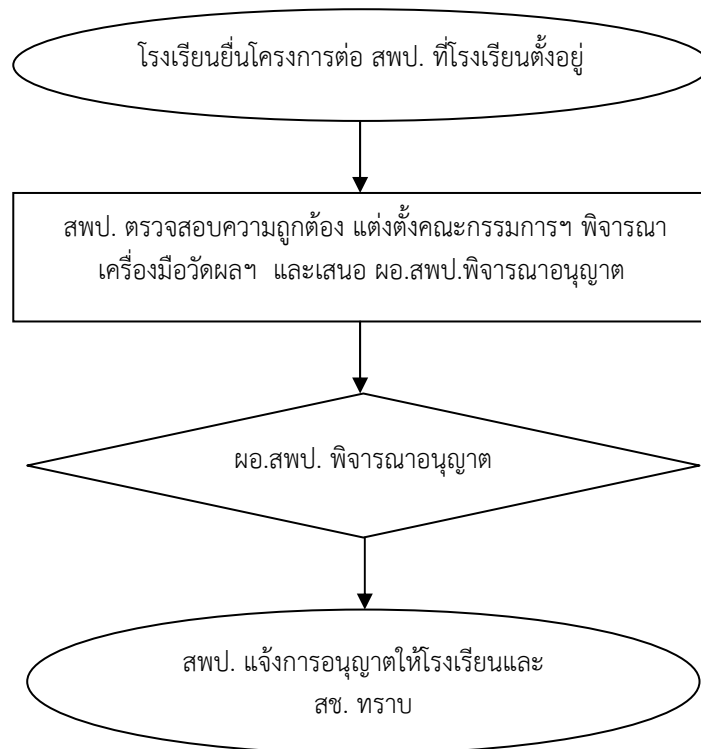 โรงเรียนยื่นโครงการต่อ สพป. ที่โรงเรียนตั้งอยู่
สพป. ตรวจสอบความถูกต้อง แต่งตั้งคณะกรรมการฯ พิจารณา
เครื่องมือวัดผลฯ และเสนอ ผอ.สพป.พิจารณาอนุญาต
ผอ.สพป. พิจารณาอนุญาต
สพป. แจ้งการอนุญาตให้โรงเรียนและ
สช. ทราบ